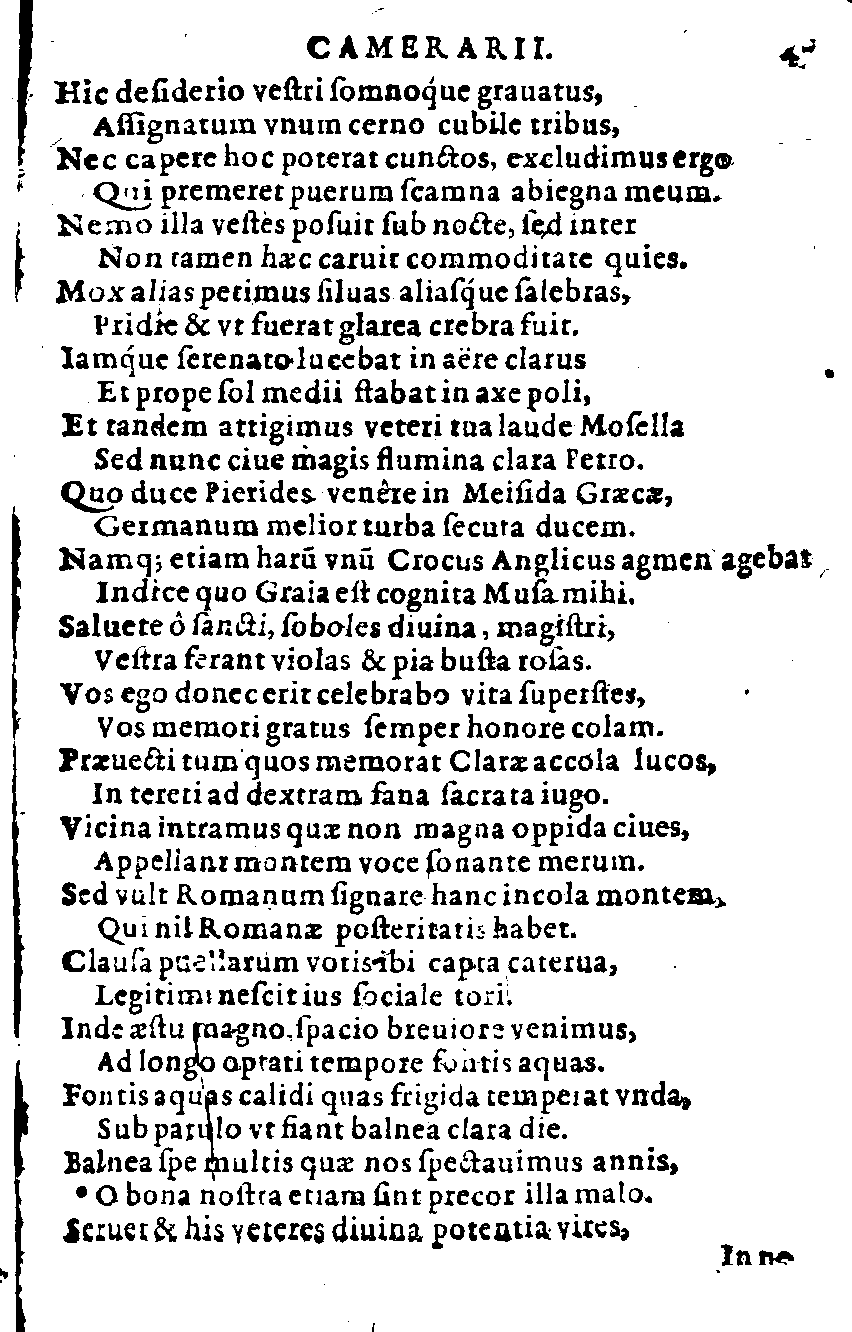 CAMERARII. 4
Hic deſiderio veſtri ſomnoq́ue grauatus,
Aſſignatum vnum cerno cubile tribus,
Nec capere hoc poterat cunctos, excludimus ergo
Qui premeret puerum ſcamna abiegna meum.
Nemo illa veſtes poſuit ſub nocte, ſed inter
Non tamen hæc caruit commoditate quies.
Mox alias petimus ſiluas aliaſq́ue ſalebras,
Pridie & vt fuerat glarea crebra fuit.
Iamq́ue ſerenato lucebat in aëre clarus
Et prope ſol medii ſtabat in axe poli,
Et tandem attigimus veteri tua laude Moſella
Sed nunc ciue magis flumina clara Petro.
Quo duce Pierides venêre in Meiſida Græcæ,
Germanum melior turba ſecuta ducem.
Namq; etiam harũ vnũ Crocus Anglicus agmen agebat
Indice quo Graia eſt cognita Muſa mihi.
Saluete ô ſancti, ſoboles diuina, magiſtri,
Veſtra ferant violas & pia buſta roſas.
Vos ego donec erit celebrabo vita ſuperſtes,
Vos memori gratus ſemper honore colam.
Præuecti tum quos memorat Claræ accola lucos,
In tereti ad dextram fana ſacrata iugo.
Vicina intramus quæ non magna oppida ciues,
Appellant montem voce ſonante merum.
Sed vult Romanum ſignare hanc incola montem,
Qui nil Romanæ poſteritatis habet.
Clauſa puellarum votis ibi capta caterua,
Legitimi neſcit ius ſociale tori.
Inde æſtu magno, ſpacio breuiore venimus,
Ad longo optati tempore fontis aquas.
Fontis aquas calidi quas frigida temperat vnda,
Sub patulo vt fiant balnea clara die.
Balnea ſpe multis quæ nos ſpectauimus annis,
O bona noſtra etiam ſint precor illa malo.
Seruet & his veteres diuina potentia vires,
In ne